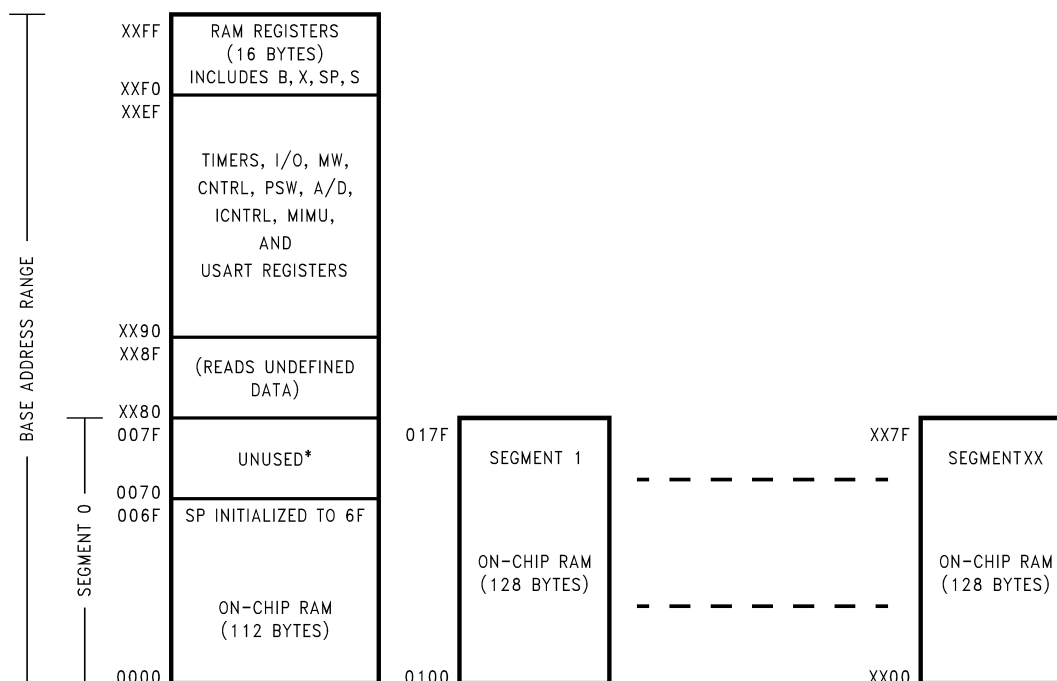 BASE ADDRESS RANGE
SEGMENT 0
XXFF
RAM REGISTERS
(16 BYTES)
INCLUDES B, X, SP, S
XXF0
XXEF
TIMERS, I/O, MW,
CNTRL, PSW, A/D,
ICNTRL, MIMU,
AND
USART REGISTERS
XX90
XX8F
(READS UNDEFINED
DATA)
XX80
007F
UNUSED*
0070
006F
SP INITIALIZED TO 6F
ON-CHIP RAM
(112 BYTES)
0000
017F
SEGMENT 1
ON-CHIP RAM
(128 BYTES)
0100
XX7F
SEGMENTXX
ON-CHIP RAM
(128 BYTES)
XX00